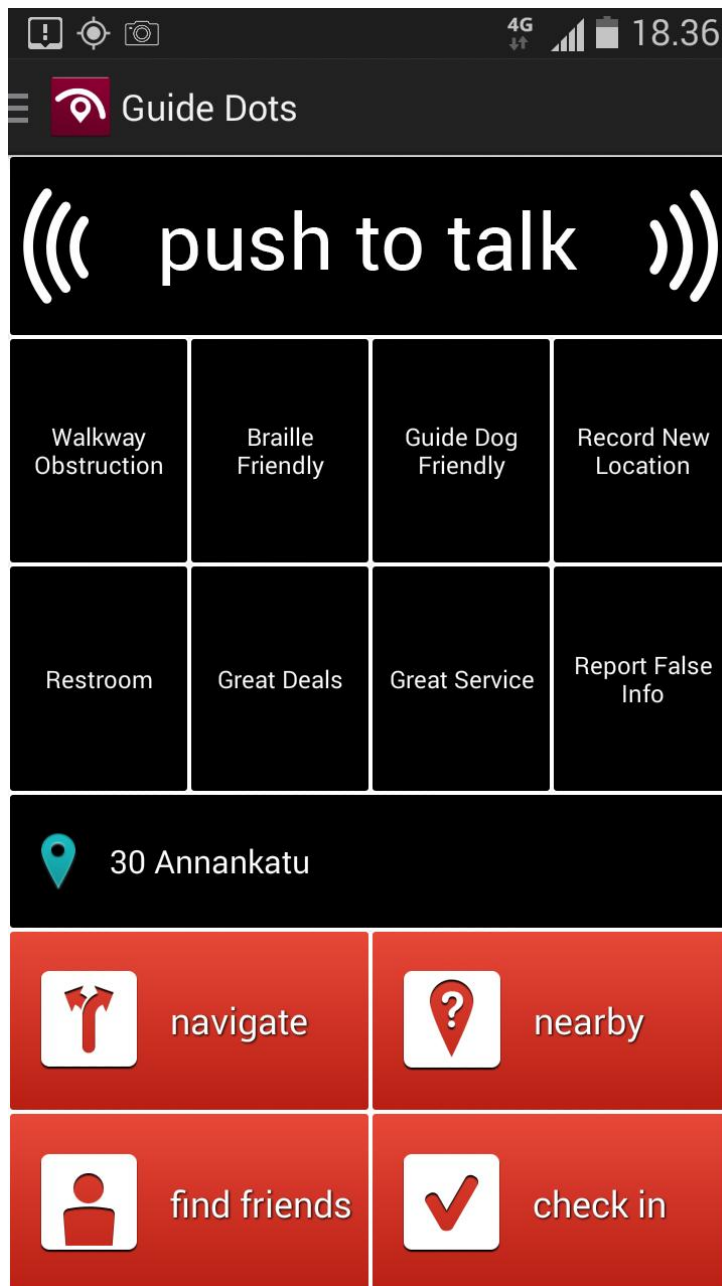 4G 18.36
Guide Dots
push to talk
Walkway
Obstruction
Braille
Friendly
Guide Dog
Friendly
Record New
Location
Restroom
Great Deals
Great Service
Report False
Info
30 Annankatu
navigate
nearby
find friends
check in